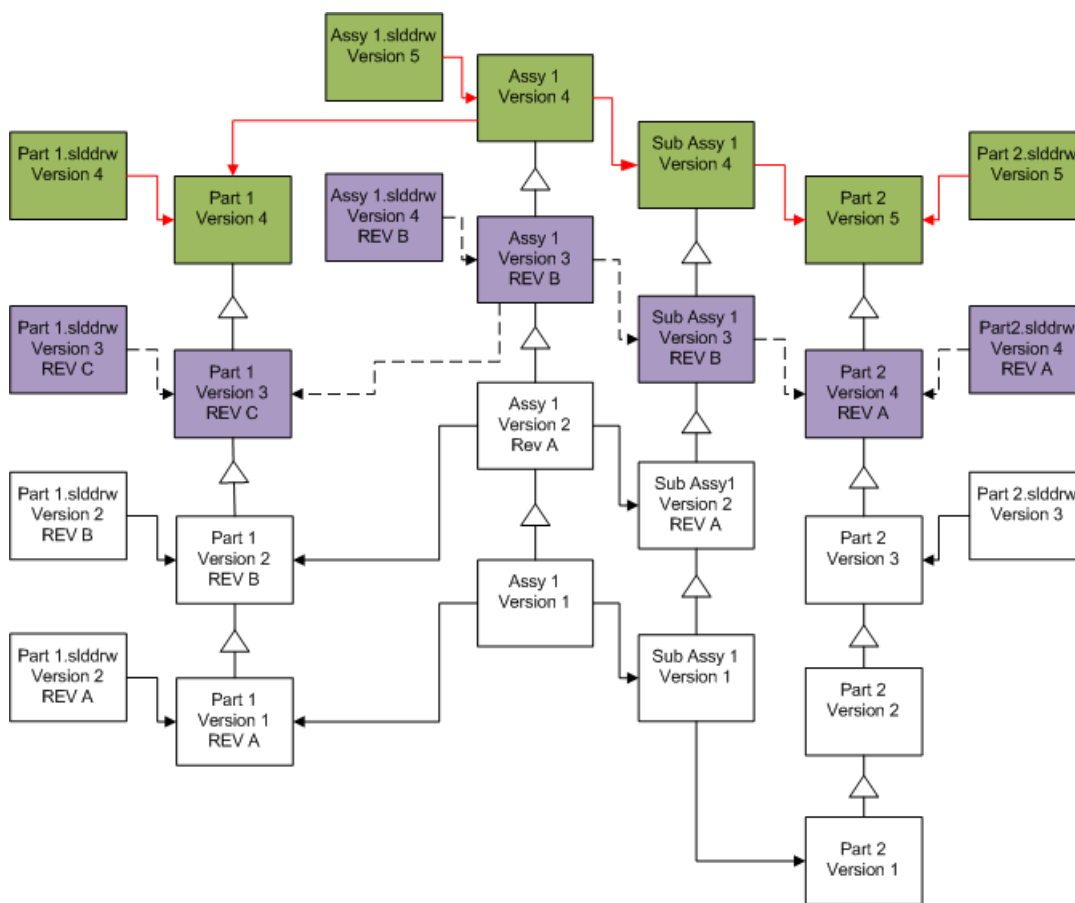 Assy 1.slddrw
Version 5
Assy 1
Version 4
Sub Assy 1
Version 4
Part 1.slddrw
Version 4
Part 2.slddrw
Version 5
Part 1
Version 4
Assy 1.slddrw
Version 4
REV B
Part 2
Version 5
Assy 1
Version 3
REV B
Part 1.slddrw
Version 3
REV C
Sub Assy 1
Version 3
REV B
Part2.slddrw
Version 4
REV A
Part 1
Version 3
REV C
Part 2
Version 4
REV A
Assy 1
Version 2
Rev A
Part 1.slddrw
Version 2
REV B
Sub Assy1
Version 2
REV A
Part 2.slddrw
Version 3
Part 1
Version 2
REV B
Part 2
Version 3
Assy 1
Version 1
Part 1.slddrw
Version 2
REV A
Sub Assy 1
Version 1
Part 1
Version 1
REV A
Part 2
Version 2
Part 2
Version 1